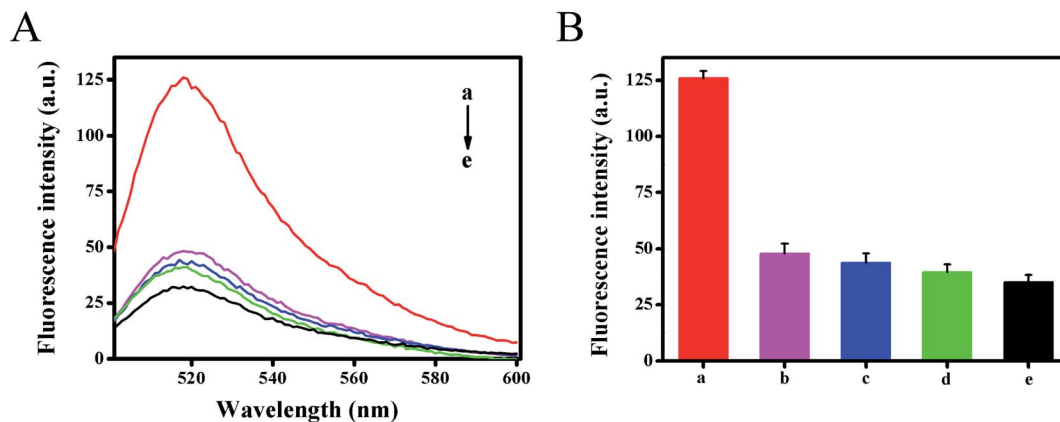 A
Fluorescence intensity (a.u.)
125
100
75
50
25
0
520 540 560 580 600
Wavelength (nm)
a
e
B
Fluorescence intensity (a.u.)
125
100
75
50
25
0
a b c d e